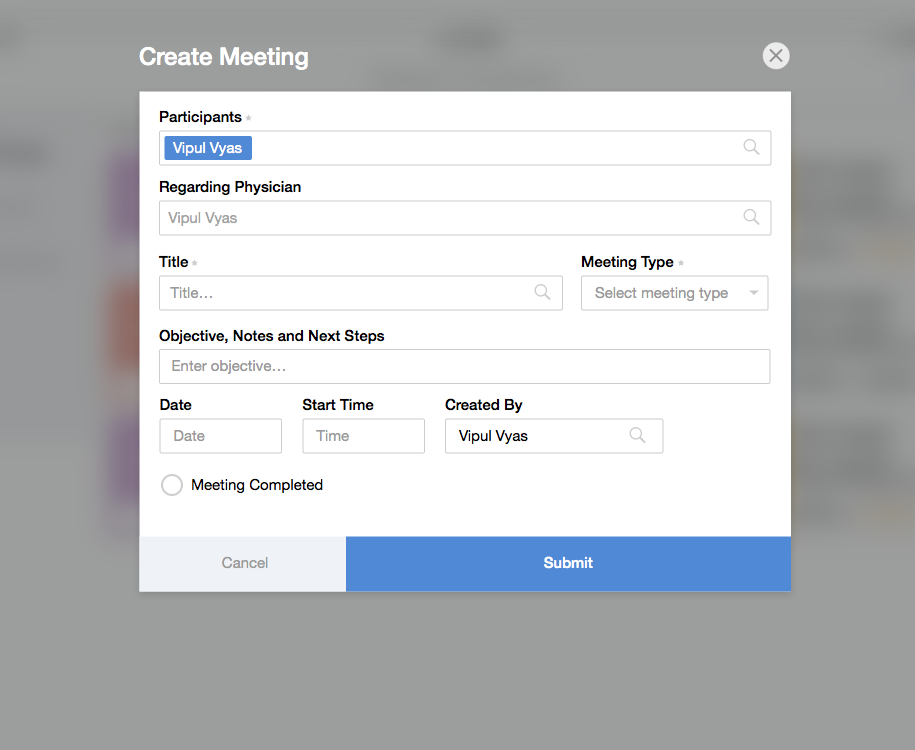 Create Meeting
Participants *
Vipul Vyas
Regarding Physician
Vipul Vyas
Title * Meeting Type *
Title... Select meeting type
Objective, Notes and Next Steps
Enter objective...
Date Start Time Created By
Date Time Vipul Vyas
Meeting Completed
Cancel Submit